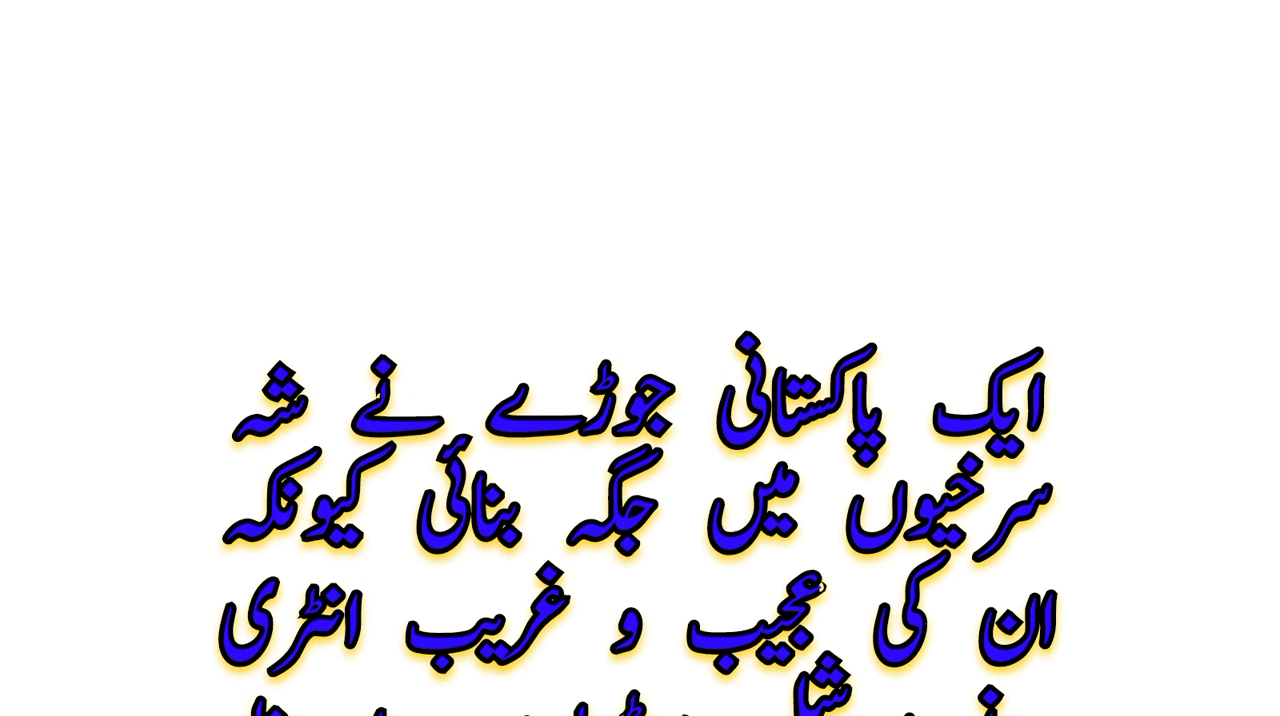 ایک پاکستانی جوڑے نے شہ
سرخیوں میں جگہ بنائی کیونکہ
ان کی عجیب و غریب انٹری